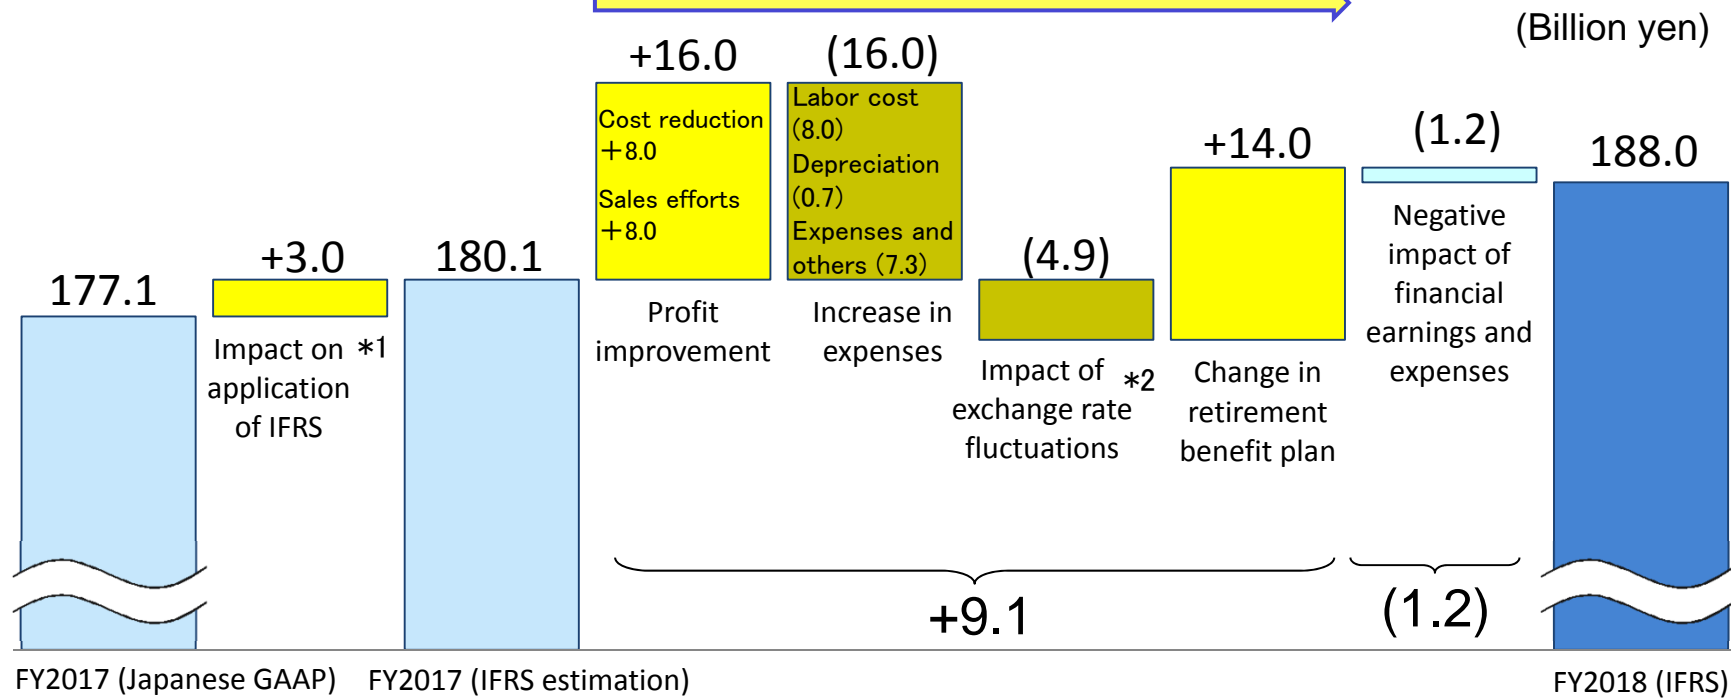 (Billion yen)
177.1
+3.0
Impact on *1
application
of IFRS
180.1
+16.0
Cost reduction
+8.0
Sales efforts
+8.0
Profit
improvement
(16.0)
Labor cost
(8.0)
Depreciation
(0.7)
Expenses and
others (7.3)
Increase in
expenses
(4.9)
Impact of *2
exchange rate
fluctuations
+14.0
Change in
retirement
benefit plan
(1.2)
Negative
impact of
financial
earnings and
expenses
188.0
+9.1
(1.2)
FY2017 (Japanese GAAP)
FY2017 (IFRS estimation)
FY2018 (IFRS)